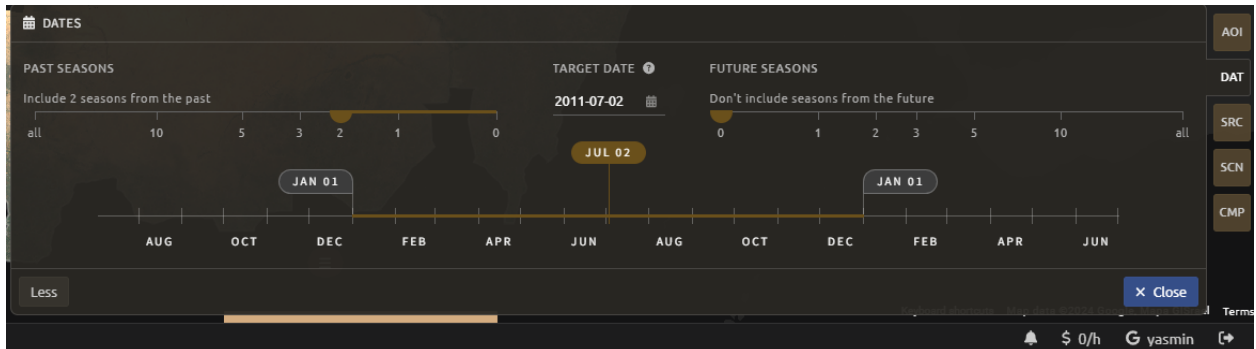 DATES
AOI
DAT
SRC
SCN
CMP
PAST SEASONS
Include 2 seasons from the past
all 10 5 3 2 1 0
TARGET DATE ?
2011-07-02
FUTURE SEASONS
Don't include seasons from the future
0 1 2 3 5 10 all
JUL 02
JAN 01
JAN 01
AUG OCT DEC FEB APR JUN AUG OCT DEC FEB APR JUN
Less
× Close
Terms
$ 0/h G yasmin